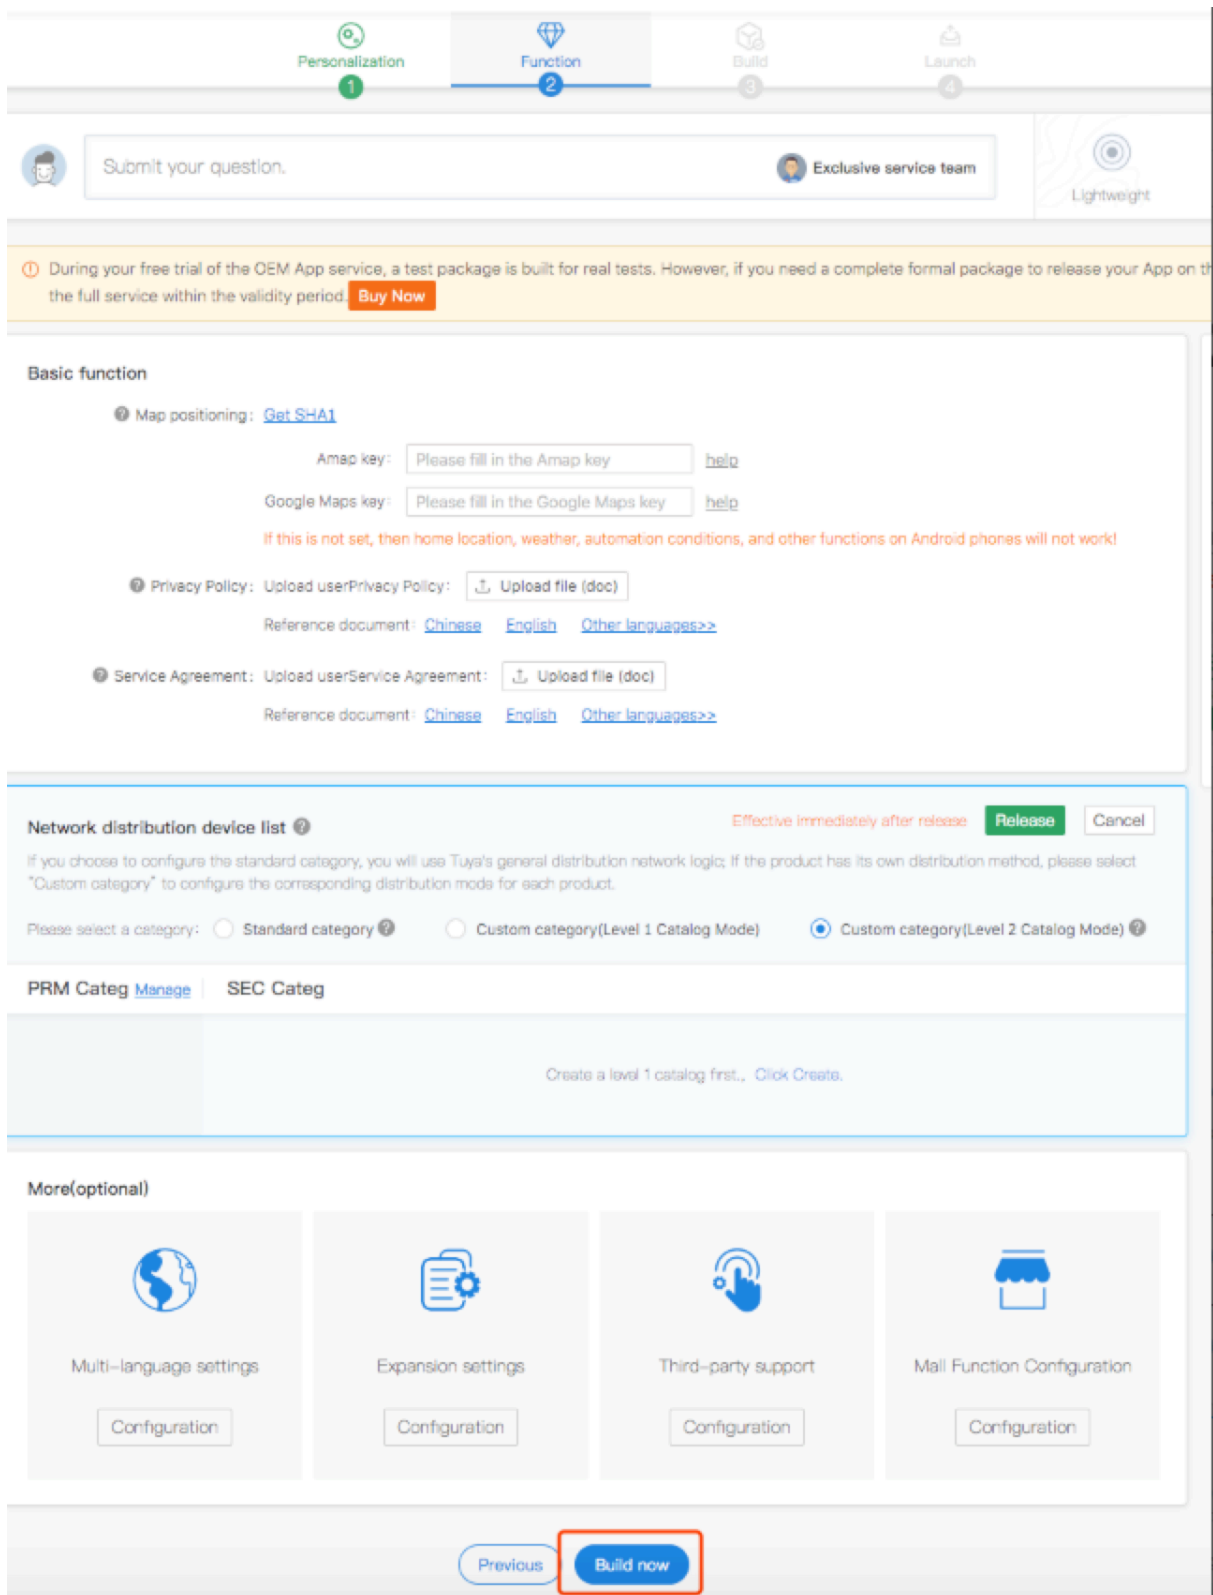 Personalization Function Build Launch
1 2 3 4
Submit your question. Exclusive service team
Lightweight
During your free trial of the OEM App service, a test package is built for real tests. However, if you need a complete formal package to release your App on th
the full service within the validity period. Buy Now
Basic function
Map positioning: Get SHA1
Amap key: Please fill in the Amap key help
Google Maps key: Please fill in the Google Maps key help
If this is not set, then home location, weather, automation conditions, and other functions on Android phones will not work!
Privacy Policy: Upload userPrivacy Policy: Upload file (doc)
Reference document: Chinese English Other languages>>
Service Agreement: Upload userService Agreement: Upload file (doc)
Reference document: Chinese English Other languages>>
Network distribution device list Effective immediately after release Release Cancel
If you choose to configure the standard category, you will use Tuya's general distribution network logic; If the product has its own distribution method, please select
"Custom category" to configure the corresponding distribution mode for each product.
Please select a category: Standard category Custom category(Level 1 Catalog Mode) Custom category(Level 2 Catalog Mode)
PRM Categ Manage SEC Categ
Create a level 1 catalog first., Click Create.
More(optional)
Multi-language settings Expansion settings Third-party support Mall Function Configuration
Configuration Configuration Configuration Configuration
Previous Build now